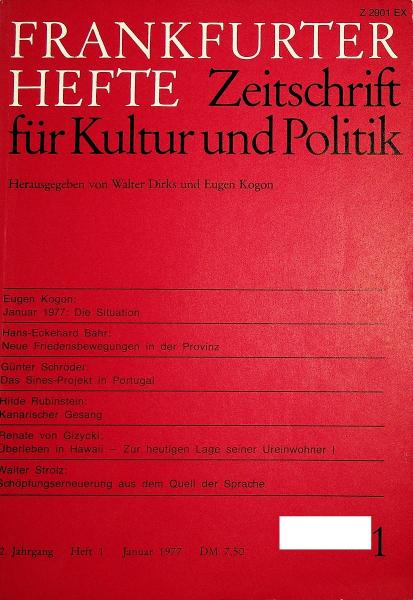 Z 2901 EX
FRANKFURTER
HEFTE Zeitschrift
für Kultur und Politik
Herausgegeben von Walter Dirks und Eugen Kogon
Eugen Kogon:
Januar 1977: Die Situation
Hans-Eckehard Bahr:
Neue Friedensbewegungen in der Provinz
Günter Schröder:
Das Sines-Projekt in Portugal
Hilde Rubinstein:
Kanarischer Gesang
Renate von Gizycki:
Überleben in Hawaii – Zur heutigen Lage seiner Ureinwohner I
Walter Strolz:
Schöpfungserneuerung aus dem Quell der Sprache
2. Jahrgang Heft 1 Januar 1977 DM 7,50
1